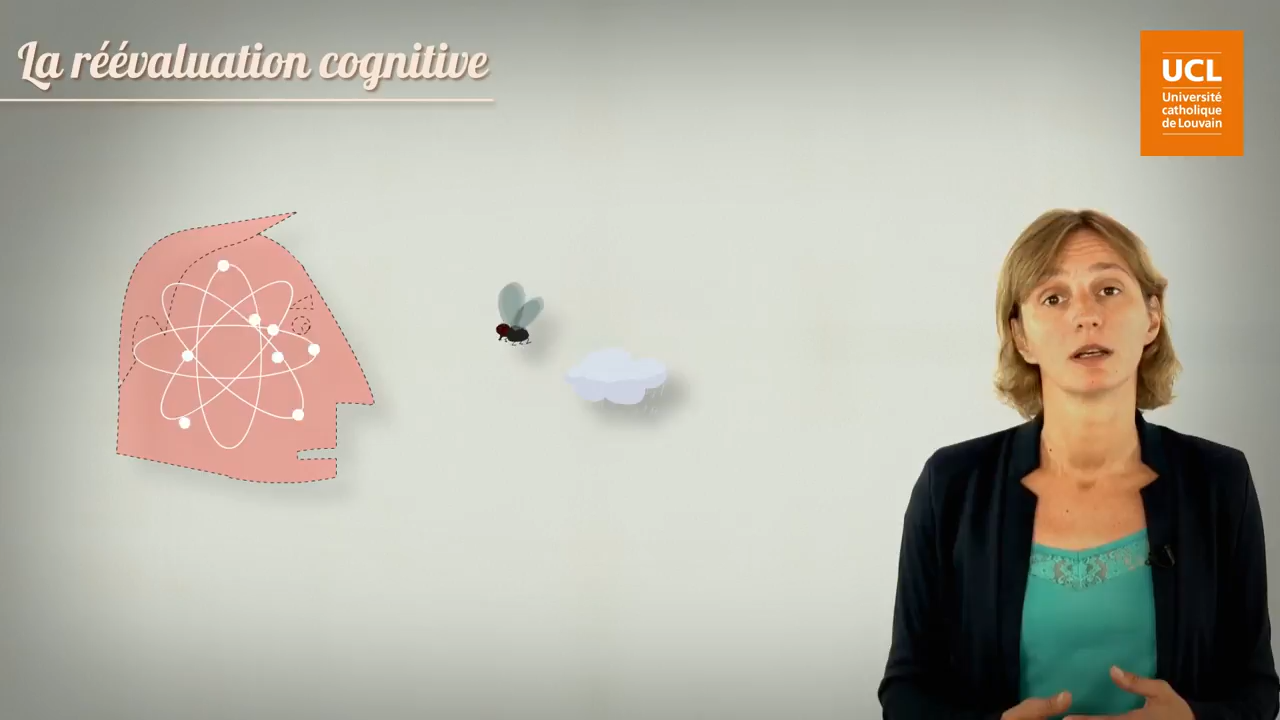 La réévaluation cognitive
UCL
Université
catholique
de Louvain